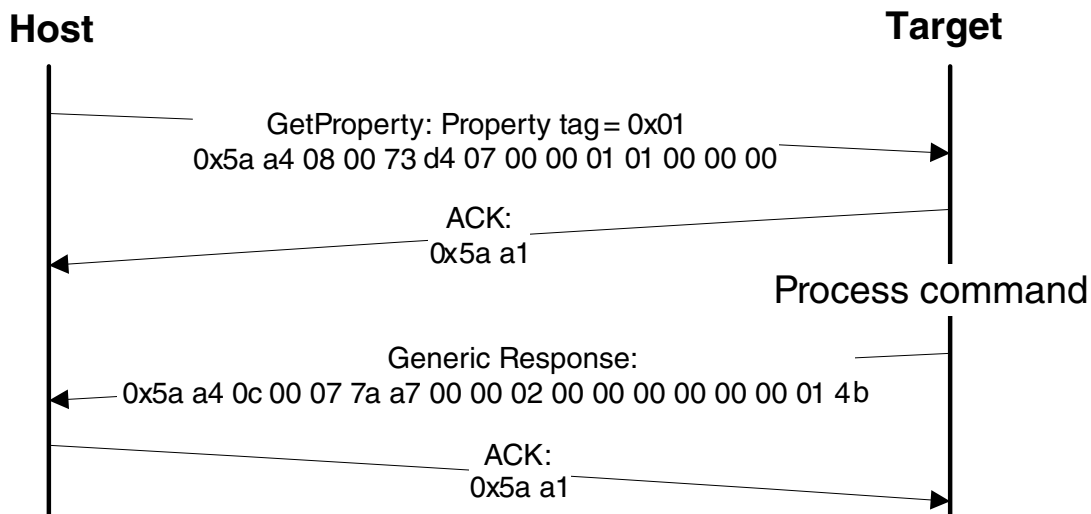 Host
Target
GetProperty: Property tag = 0x01
0x5a a4 08 00 73 d4 07 00 00 01 01 00 00 00
ACK:
0x5a a1
Process command
Generic Response:
0x5a a4 0c 00 07 7a a7 00 00 02 00 00 00 00 00 00 01 4b
ACK:
0x5a a1